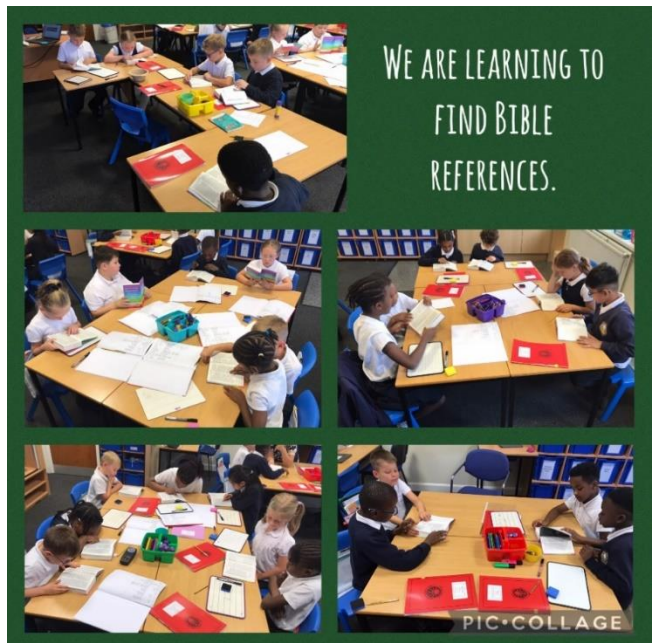 WE ARE LEARNING TO
FIND BIBLE
REFERENCES.
PIC•COLLAGE